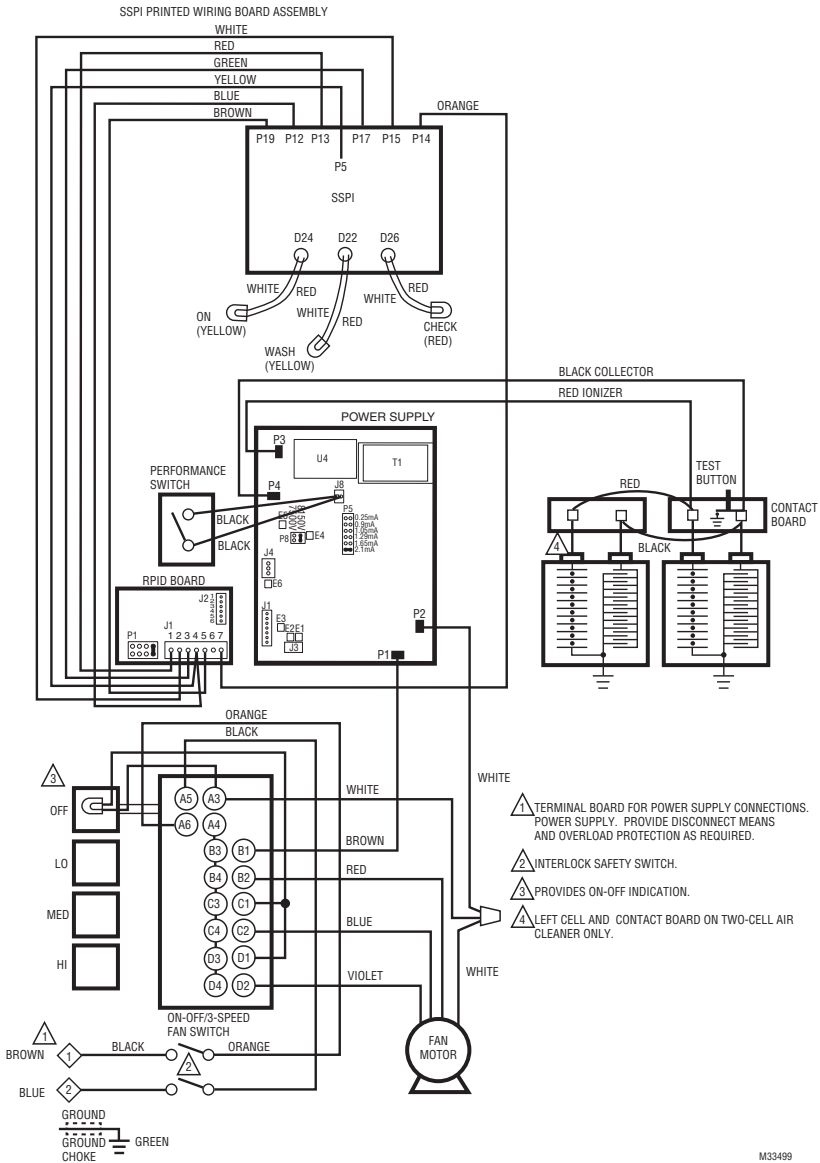 SSPI PRINTED WIRING BOARD ASSEMBLY
WHITE
RED
GREEN
YELLOW
BLUE
BROWN
ORANGE
P19 P12 P13 P17 P15 P14
P5
SSPI
D24 D22 D26
WHITE RED
WHITE RED
WHITE RED
ON
(YELLOW)
CHECK
(RED)
WASH
(YELLOW)
BLACK COLLECTOR
RED IONIZER
POWER SUPPLY
P3
U4
T1
P4
J8
PERFORMANCE
SWITCH
BLACK
BLACK
P5
0.25mA
0.9mA
1.05mA
1.29mA
1.65mA
2.1mA
P8
E4
J4
E6
J1
E3
E2E1
J3
P2
P1
TEST
BUTTON
RED
CONTACT
BOARD
BLACK
4
RPID BOARD
J2
1
2
3
4
5
6
J1
P1
1 2 3 4 5 6 7
ORANGE
BLACK
WHITE
3
OFF
LO
MED
HI
A5 A3
A6 A4
B3 B1
B4 B2
C3 C1
C4 C2
D3 D1
D4 D2
WHITE
BROWN
RED
BLUE
VIOLET
WHITE
ON-OFF/3-SPEED
FAN SWITCH
FAN
MOTOR
1
BROWN 1 BLACK ORANGE
2
BLUE 2
GROUND
GROUND
CHOKE
GREEN
1 TERMINAL BOARD FOR POWER SUPPLY CONNECTIONS.
POWER SUPPLY. PROVIDE DISCONNECT MEANS
AND OVERLOAD PROTECTION AS REQUIRED.
2 INTERLOCK SAFETY SWITCH.
3 PROVIDES ON-OFF INDICATION.
4 LEFT CELL AND CONTACT BOARD ON TWO-CELL AIR
CLEANER ONLY.
M33499